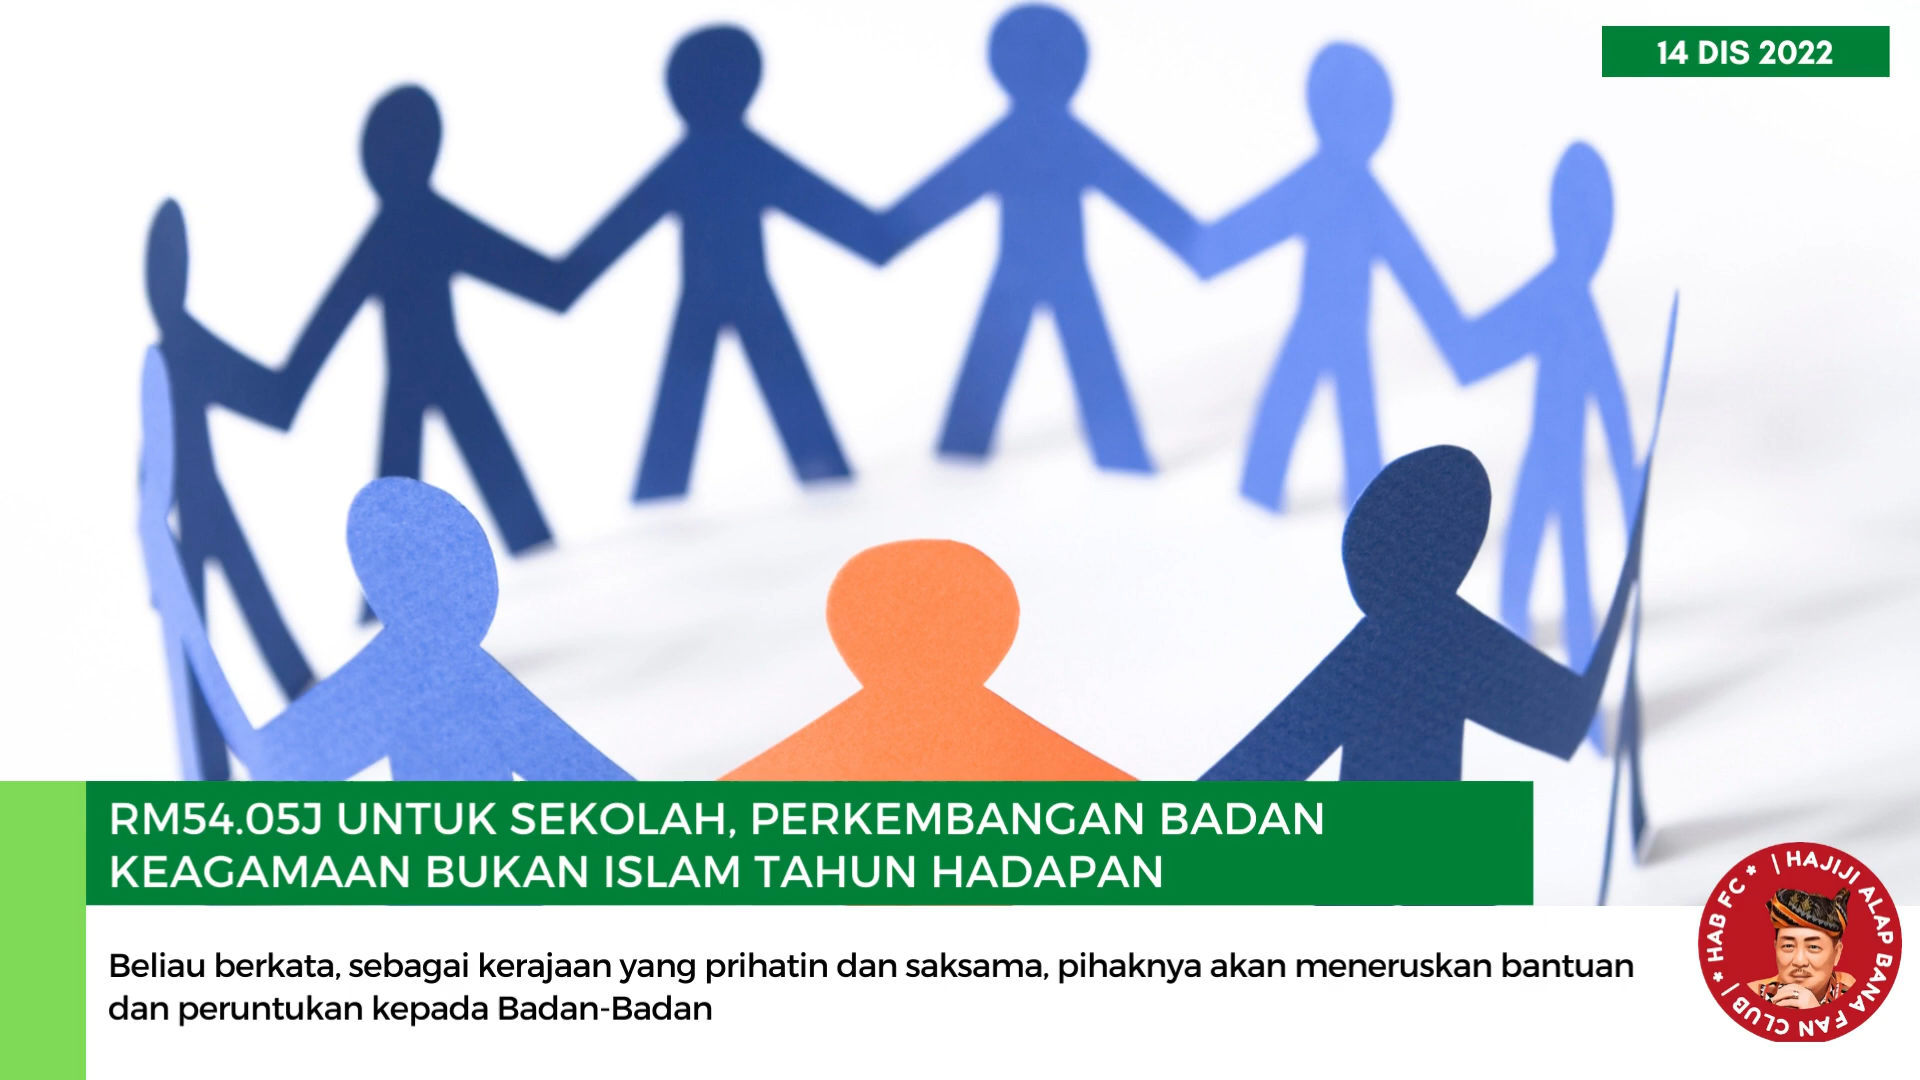 14 DIS 2022
RM54.05J UNTUK SEKOLAH, PERKEMBANGAN BADAN
KEAGAMAAN BUKAN ISLAM TAHUN HADAPAN
Beliau berkata, sebagai kerajaan yang prihatin dan saksama, pihaknya akan meneruskan bantuan
dan peruntukan kepada Badan-Badan
* HAB FC * | HAJIJI ALAP BANA FAN CLUB |